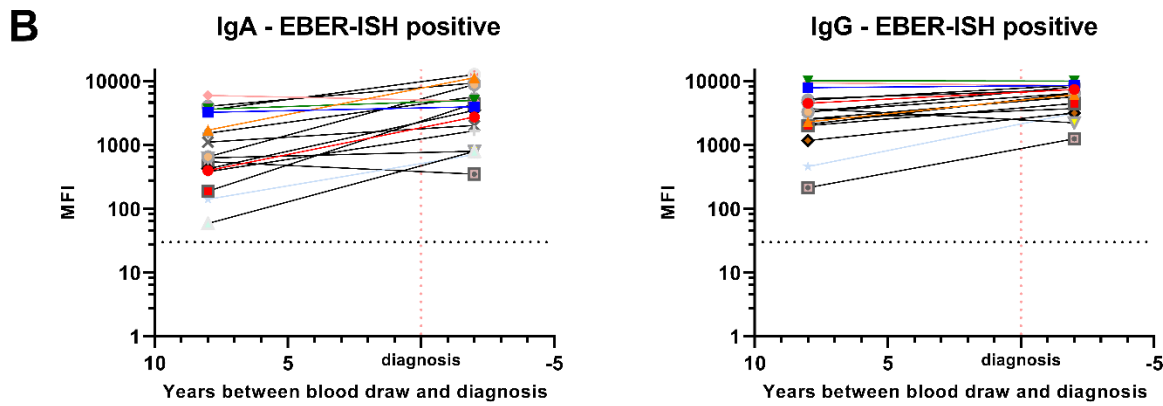 B
IgA - EBER-ISH positive
IgG - EBER-ISH positive
MFI
10000
1000
100
10
1
10
5
diagnosis
-5
Years between blood draw and diagnosis
MFI
10000
1000
100
10
1
10
5
diagnosis
-5
Years between blood draw and diagnosis